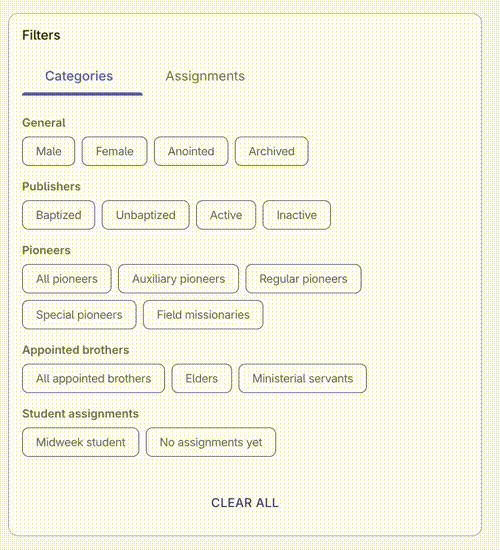 Filters
Categories Assignments
General
Male Female Anointed Archived
Publishers
Baptized Unbaptized Active Inactive
Pioneers
All pioneers Auxiliary pioneers Regular pioneers
Special pioneers Field missionaries
Appointed brothers
All appointed brothers Elders Ministerial servants
Student assignments
Midweek student No assignments yet
CLEAR ALL